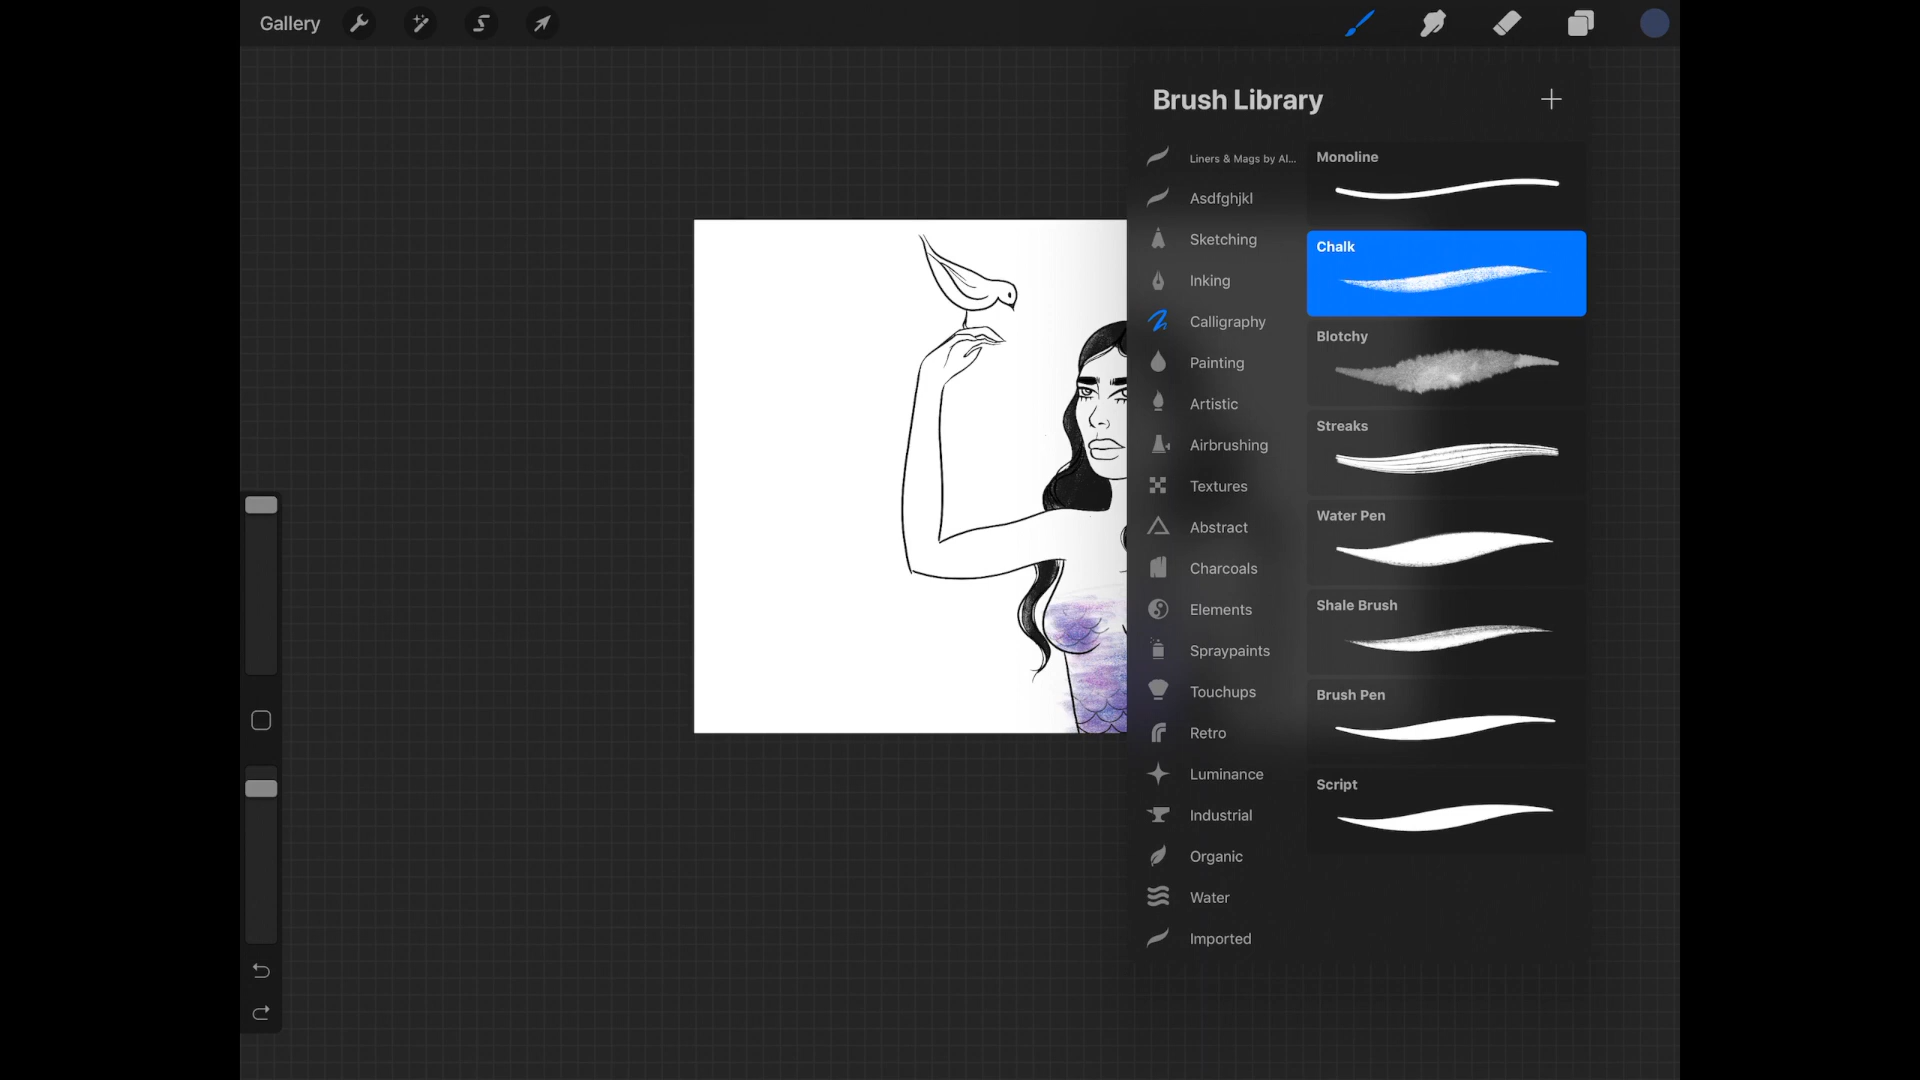 Gallery
Brush Library
Liners & Mags by Al...
Asdfghjkl
Sketching
Inking
Calligraphy
Painting
Artistic
Airbrushing
Textures
Abstract
Charcoals
Elements
Spraypaints
Touchups
Retro
Luminance
Industrial
Organic
Water
Imported
Monoline
Chalk
Blotchy
Streaks
Water Pen
Shale Brush
Brush Pen
Script